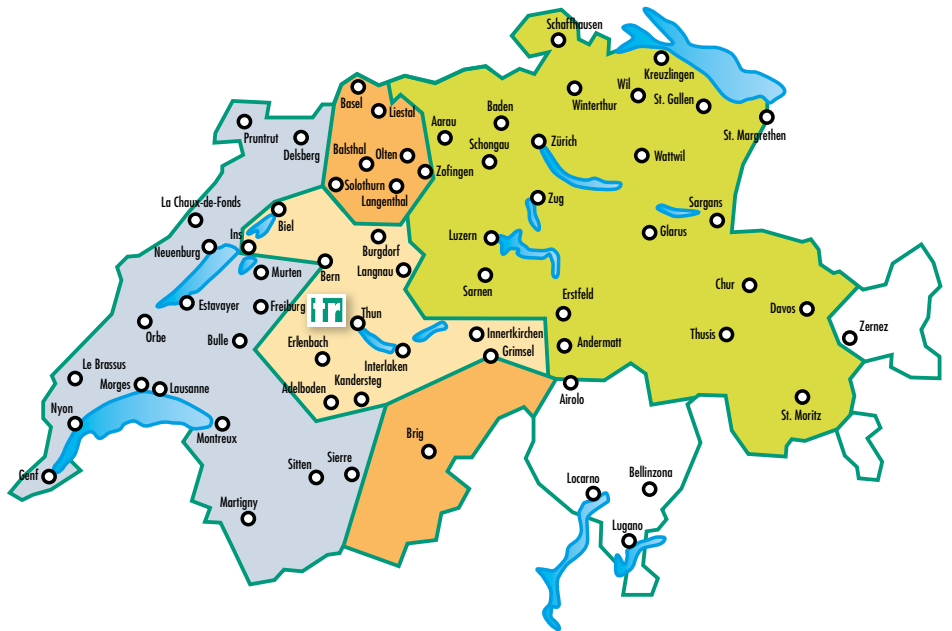 Schaffhausen
Kreuzlingen
Basel
Liestal
Winterthur
Wil
St. Gallen
Pruntrut
Delsberg
Aarau
Baden
St. Margrethen
Balsthal
Olten
Schongau
Zürich
Wattwil
Zofingen
Solothurn
Langenthal
La Chaux-de-Fonds
Biel
Zug
Sargans
Ins
Neuenburg
Burgdorf
Luzern
Glarus
Murten
Bern
Langnau
Sarnen
Chur
Estavayer
Freiburg
tr
Thun
Erstfeld
Davos
Zernez
Orbe
Bulle
Erlenbach
Innertkirchen
Grimsel
Andermatt
Thusis
Interlaken
Le Brassus
Morges
Lausanne
Adelboden
Kandersteg
Airolo
St. Moritz
Nyon
Montreux
Brig
Genf
Sitten
Sierre
Locarno
Bellinzona
Martigny
Lugano